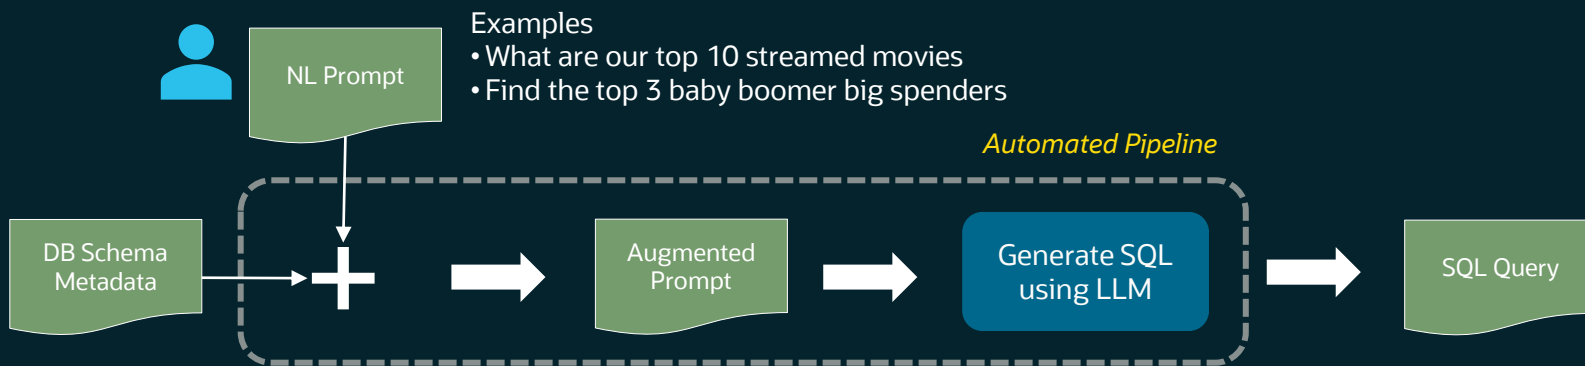 Examples
• What are our top 10 streamed movies
• Find the top 3 baby boomer big spenders
NL Prompt
Automated Pipeline
DB Schema
Metadata
Augmented
Prompt
Generate SQL
using LLM
SQL Query